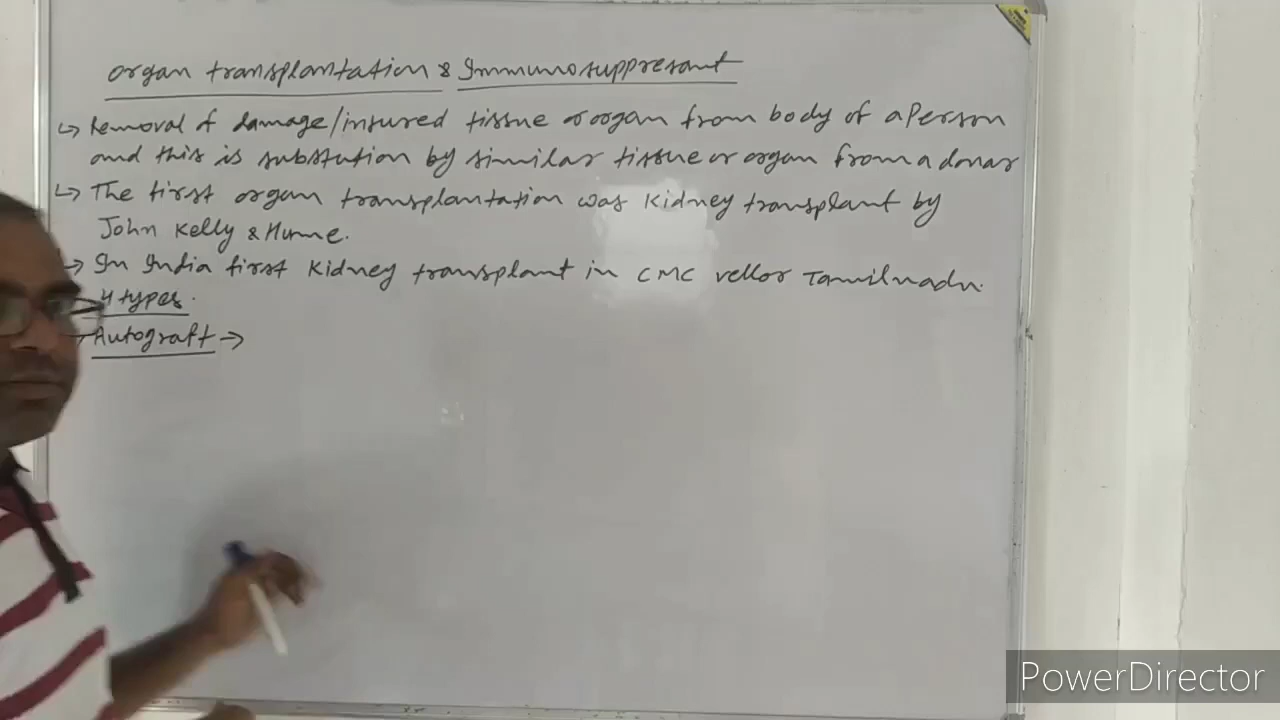 organ transplantation & Immunosuppresant
↳ Removal of damage/insured tissue or organ from body of a Person
and this is substution by similar tissue or organ from a donar
↳ The first organ transplantation was kidney transplant by
John Kelly & Hume.
↳ In India first kidney transplant in CMC vellor Tamilnadu.
4 types.
Autograft →
PowerDirector